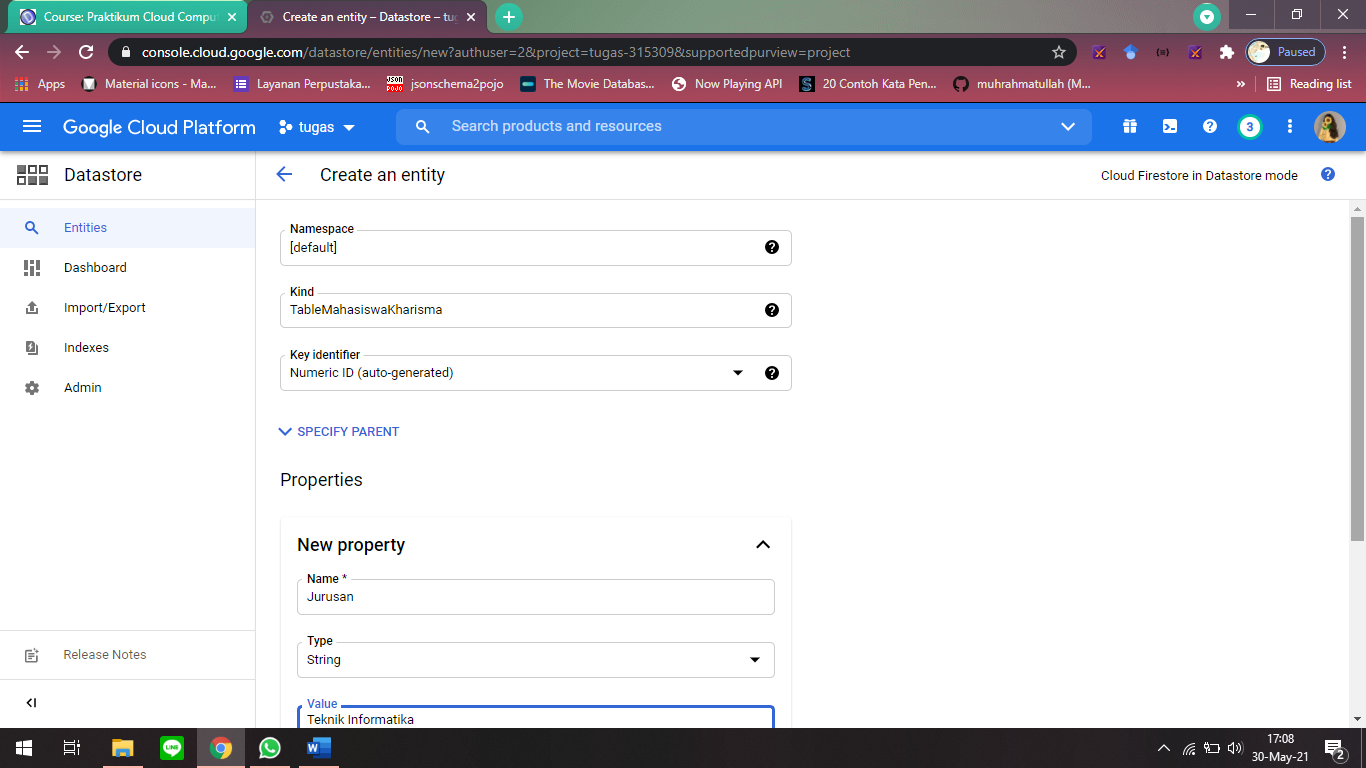 Course: Praktikum Cloud Comput
Create an entity – Datastore – tug
console.cloud.google.com/datastore/entities/new?authuser=2&project=tugas-315309&supportedpurview=project
Paused
Apps
Material icons - Ma...
Layanan Perpustaka...
JSON POJO
jsonschema2pojo
The Movie Databas...
Now Playing API
20 Contoh Kata Pen...
muhrahmatullah (M...
»
Reading list
Google Cloud Platform
tugas
Search products and resources
3
Datastore
Create an entity
Cloud Firestore in Datastore mode
Entities
Dashboard
Import/Export
Indexes
Admin
Release Notes
Namespace
[default]
Kind
TableMahasiswaKharisma
Key identifier
Numeric ID (auto-generated)
SPECIFY PARENT
Properties
New property
Name *
Jurusan
Type
String
Value
Teknik Informatika
LINE
17:08
30-May-21
2